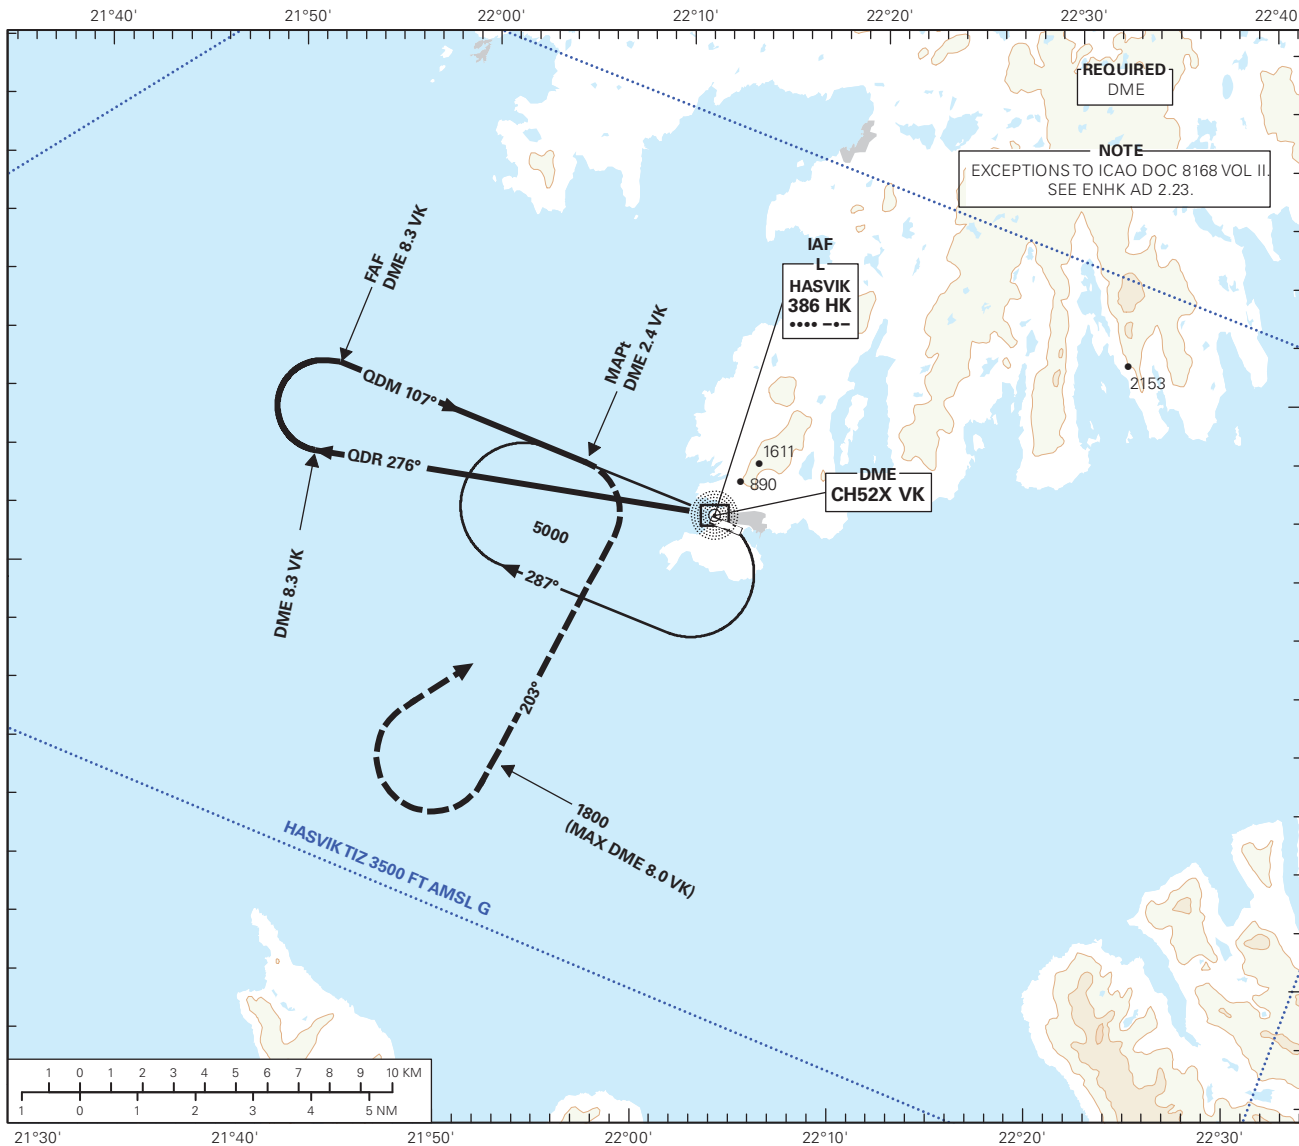 21°40'
21°50'
22°00'
22°10'
22°20'
22°30'
22°40'
REQUIRED
DME
NOTE
EXCEPTIONS TO ICAO DOC 8168 VOL II.
SEE ENHK AD 2.23.
FAF
DME 8.3 VK
IAF
L
HASVIK
386 HK
MAPt
DME 2.4 VK
QDM 107°
2153
QDR 276°
1611
890
DME
CH52X VK
5000
287°
DME 8.3 VK
203°
1800
(MAX DME 8.0 VK)
HASVIK TIZ 3500 FT AMSL G
1 0 1 2 3 4 5 6 7 8 9 10 KM
1 0 1 2 3 4 5 NM
21°30'
21°40'
21°50'
22°00'
22°10'
22°20'
22°30'